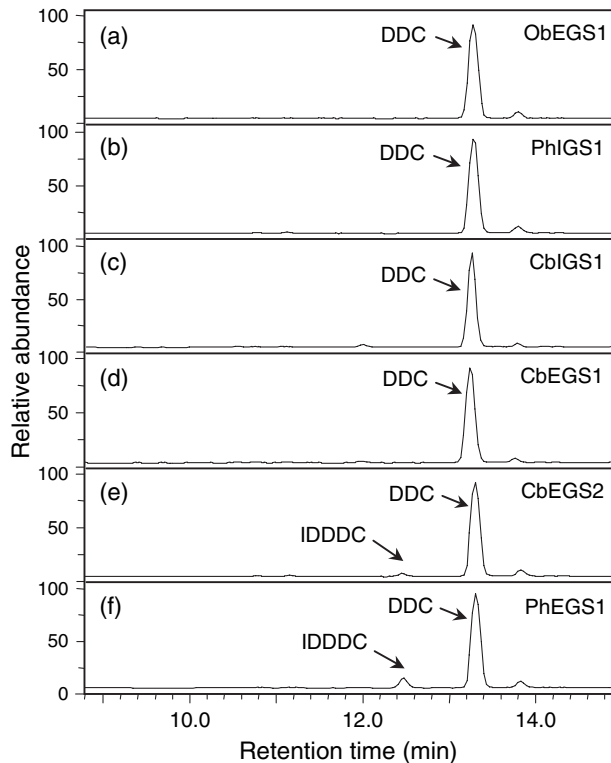 Relative abundance
100
50
(a)
DDC
ObEGS1
100
50
(b)
DDC
PhIGS1
100
50
(c)
DDC
CbIGS1
100
50
(d)
DDC
CbEGS1
100
50
(e)
DDC
IDDDC
CbEGS2
100
50
0
(f)
DDC
IDDDC
PhEGS1
10.0 12.0 14.0
Retention time (min)